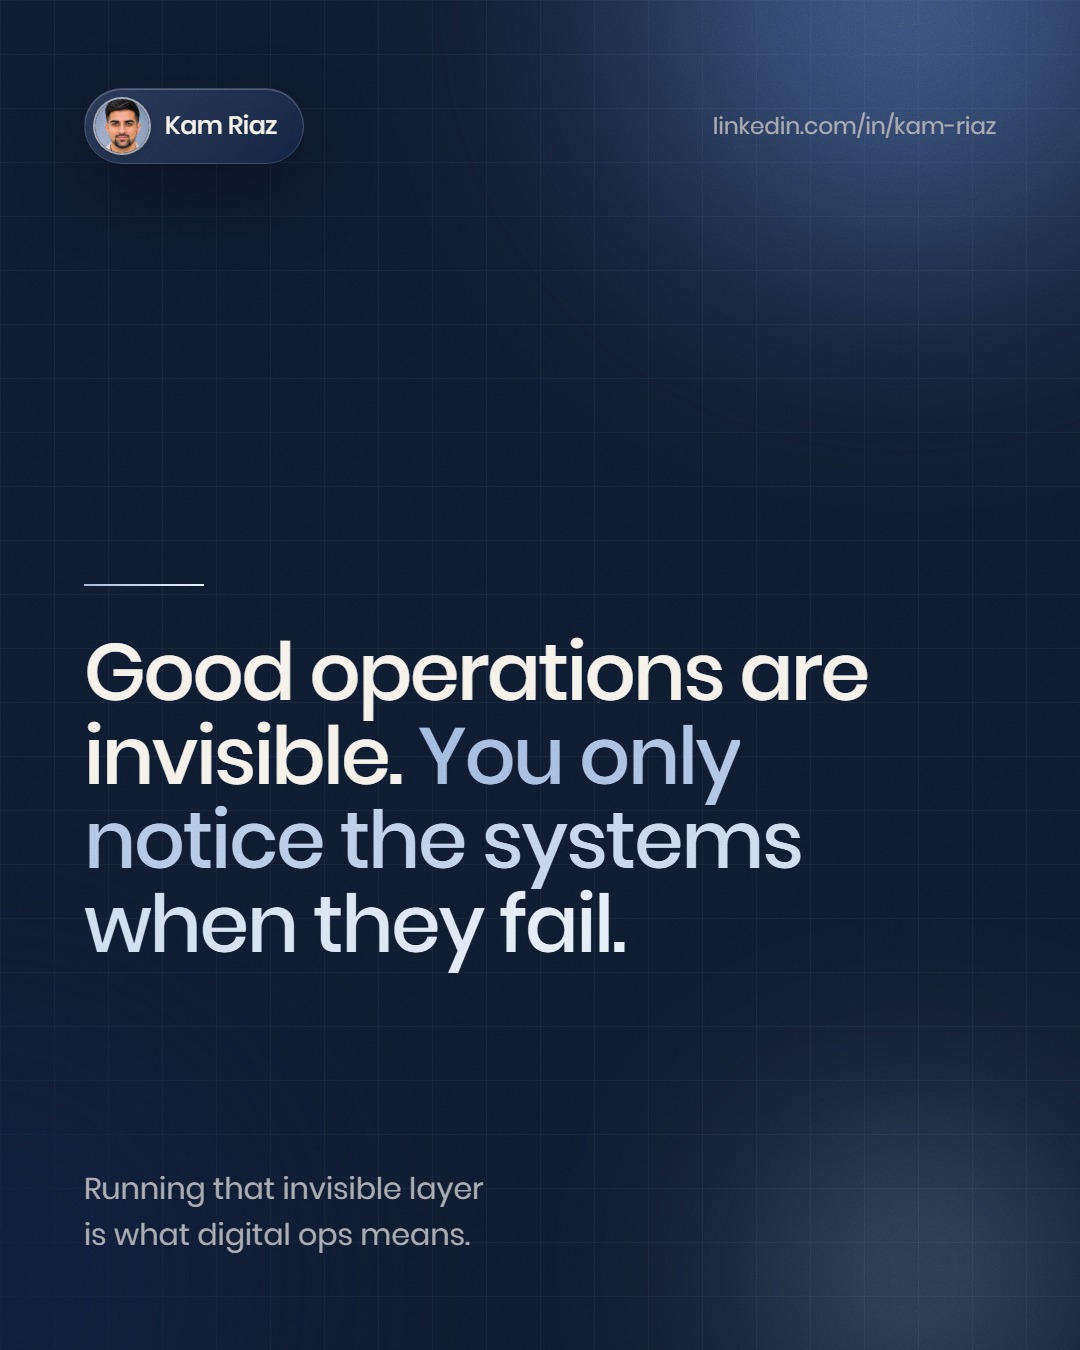 Kam Riaz
linkedin.com/in/kam-riaz
Good operations are
invisible. You only
notice the systems
when they fail.
Running that invisible layer
is what digital ops means.